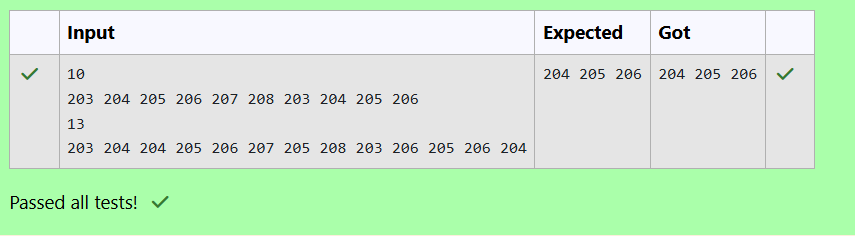 Input Expected Got
10 204 205 206 204 205 206
203 204 205 206 207 208 203 204 205 206
13
203 204 204 205 206 207 205 208 203 206 205 206 204
Passed all tests!